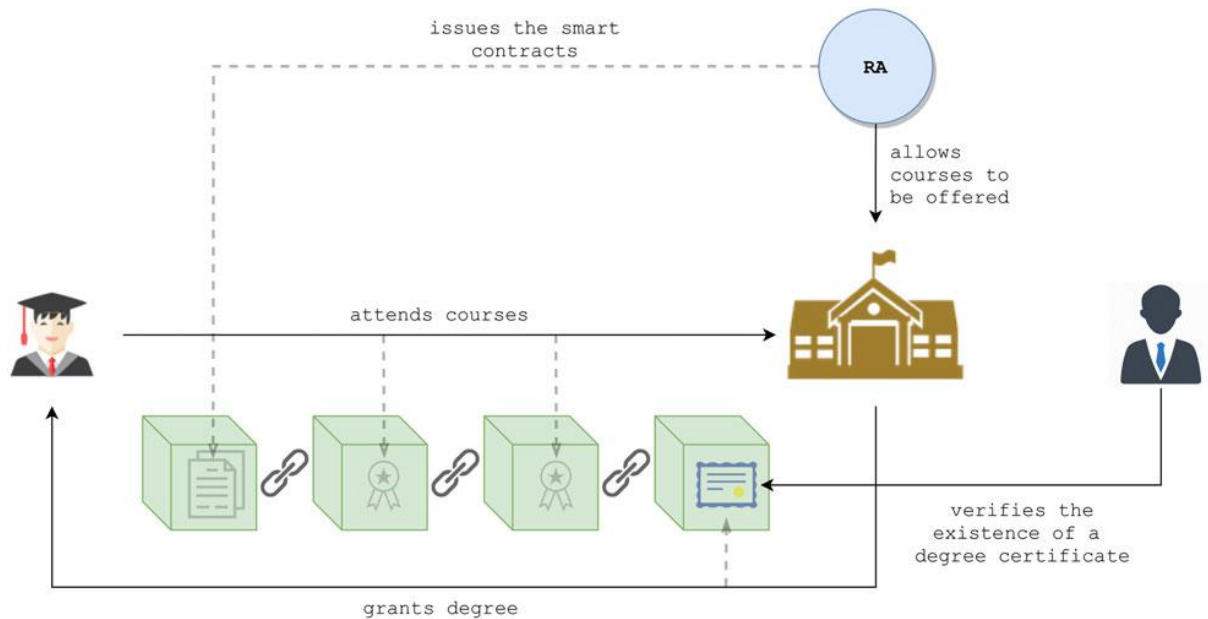 issues the smart
contracts
RA
allows
courses to
be offered
attends courses
verifies the
existence of a
degree certificate
grants degree